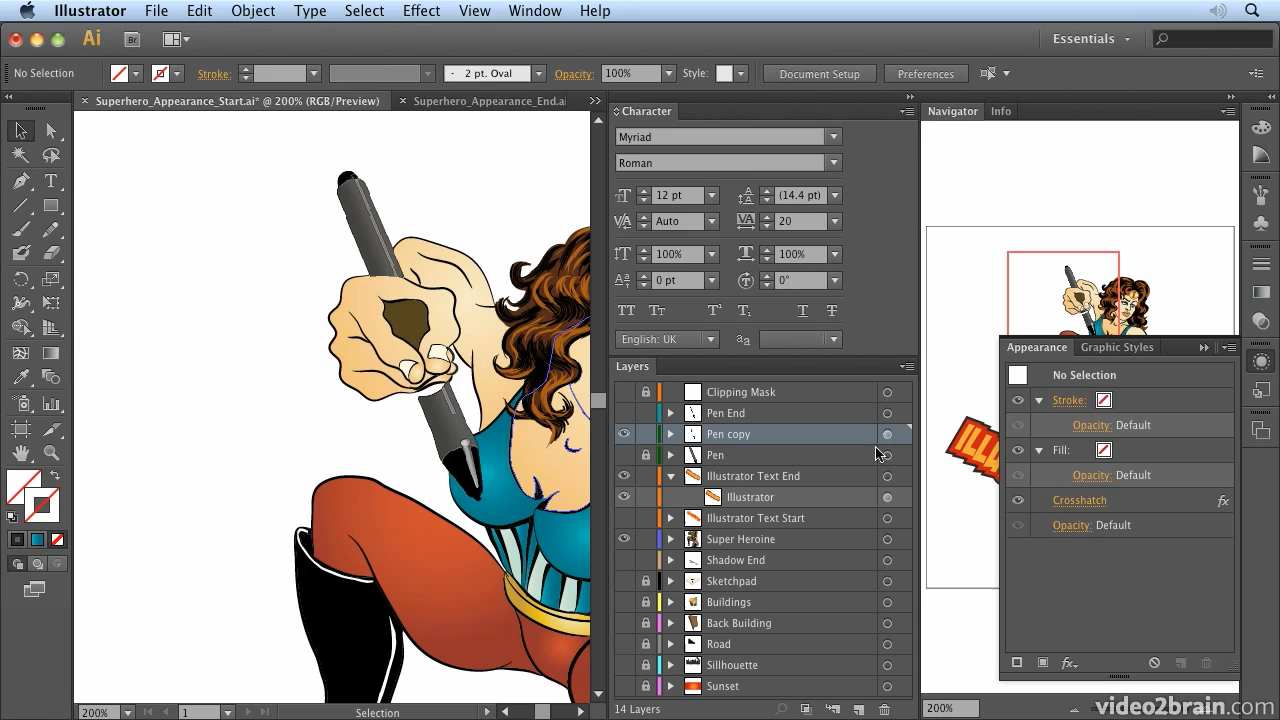 Illustrator File Edit Object Type Select Effect View Window Help
Ai Br Essentials
No Selection Stroke: 2 pt. Oval Opacity: 100% Style: Document Setup Preferences
Superhero_Appearance_Start.ai* @ 200% (RGB/Preview) Superhero_Appearance_End.ai
Character
Myriad
Roman
12 pt (14.4 pt)
Auto 20
100% 100%
0 pt 0°
English: UK
Layers
Clipping Mask
Pen End
Pen copy
Pen
Illustrator Text End
Illustrator
Illustrator Text Start
Super Heroine
Shadow End
Sketchpad
Buildings
Back Building
Road
Sillhouette
Sunset
14 Layers
Navigator Info
Appearance Graphic Styles
No Selection
Stroke:
Opacity: Default
Fill:
Opacity: Default
Crosshatch fx
Opacity: Default
fx
200% 1 Selection
200%
video2brain.com